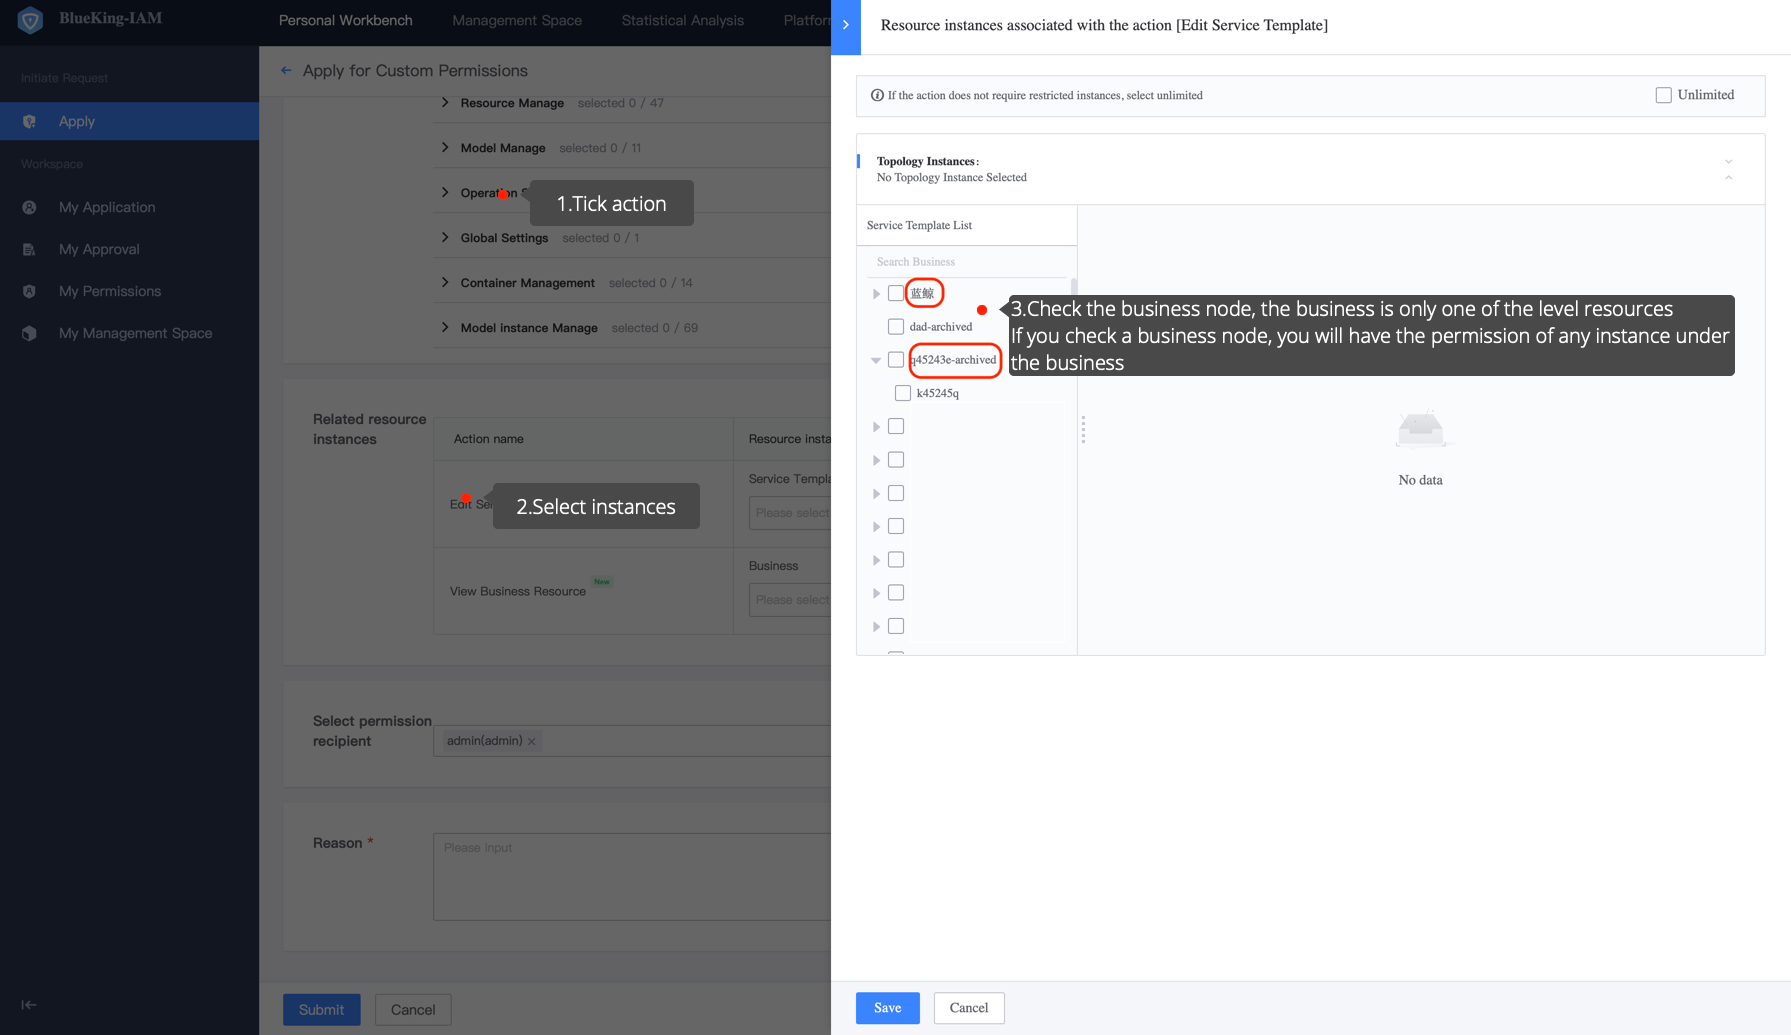 BlueKing-IAM
Personal Workbench
Management Space
Statistical Analysis
Initiate Request
Apply
Workspace
My Application
My Approval
My Permissions
My Management Space
Apply for Custom Permissions
Resource Manage selected 0 / 47
Model Manage selected 0 / 11
Operation S
1.Tick action
Global Settings selected 0 / 1
Container Management selected 0 / 14
Model instance Manage selected 0 / 69
Related resource
instances
Action name
Resource insta
Service Templa
Edit Se
2.Select instances
Please select
Business
View Business Resource New
Please select
Select permission
recipient
admin(admin) ×
Reason *
Please input
Submit
Cancel
Resource instances associated with the action [Edit Service Template]
If the action does not require restricted instances, select unlimited
Unlimited
Topology Instances:
No Topology Instance Selected
Service Template List
Search Business
蓝鲸
dad-archived
q45243e-archived
k45245q
3.Check the business node, the business is only one of the level resources
If you check a business node, you will have the permission of any instance under
the business
No data
Save
Cancel